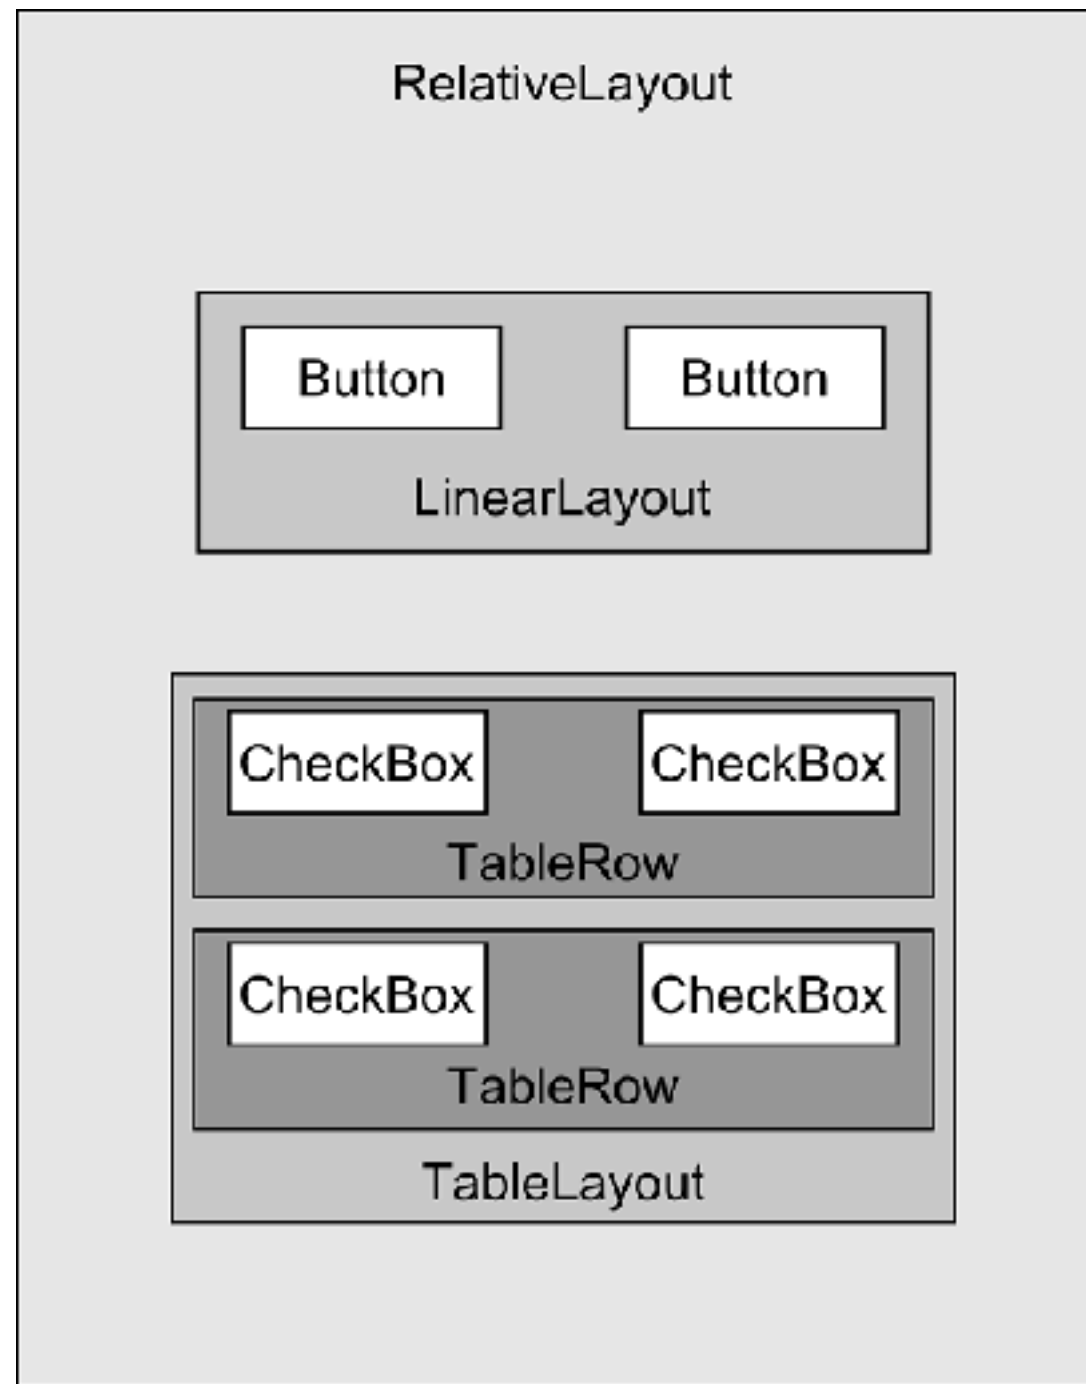 RelativeLayout
Button Button
LinearLayout
CheckBox CheckBox
TableRow
CheckBox CheckBox
TableRow
TableLayout